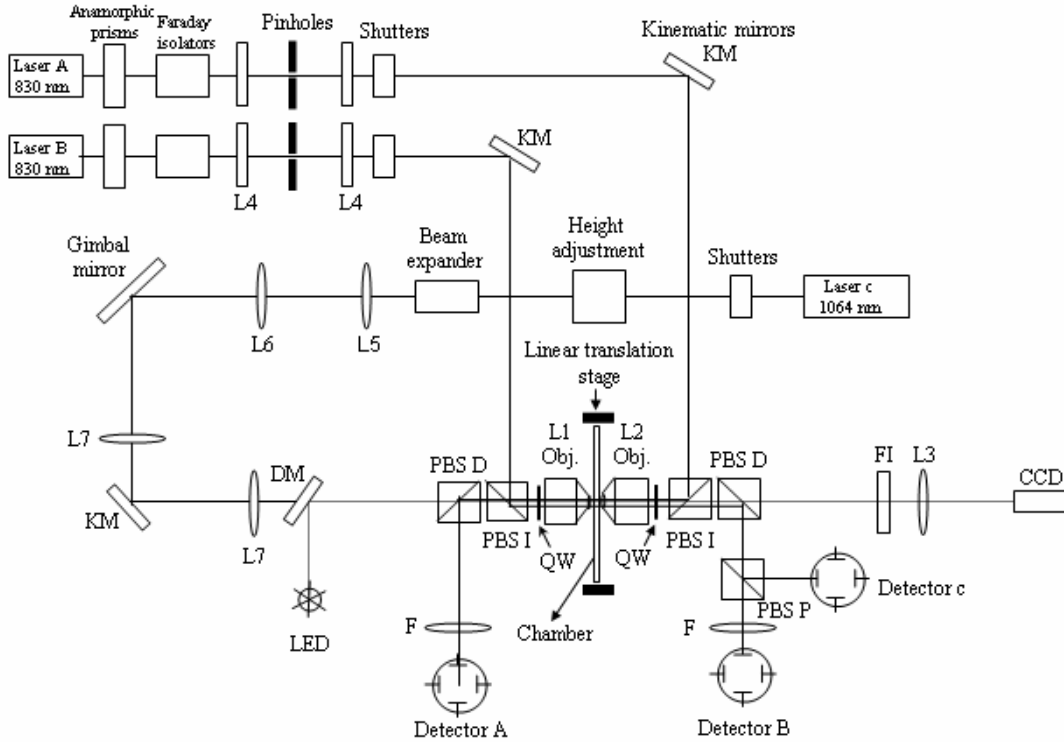 Anamorphic
prisms
Faraday
isolators
Pinholes
Shutters
Kinematic mirrors
KM
Laser A
830 nm
Laser B
830 nm
KM
L4
L4
Gimbal
mirror
Beam
expander
Height
adjustment
Shutters
Laser c
1064 nm
L6
L5
Linear translation
stage
L7
L1
Obj.
L2
Obj.
PBS D
PBS D
FI
L3
CCD
DM
KM
L7
PBS I
QW
QW
PBS I
Detector c
PBS P
LED
F
Chamber
F
Detector A
Detector B